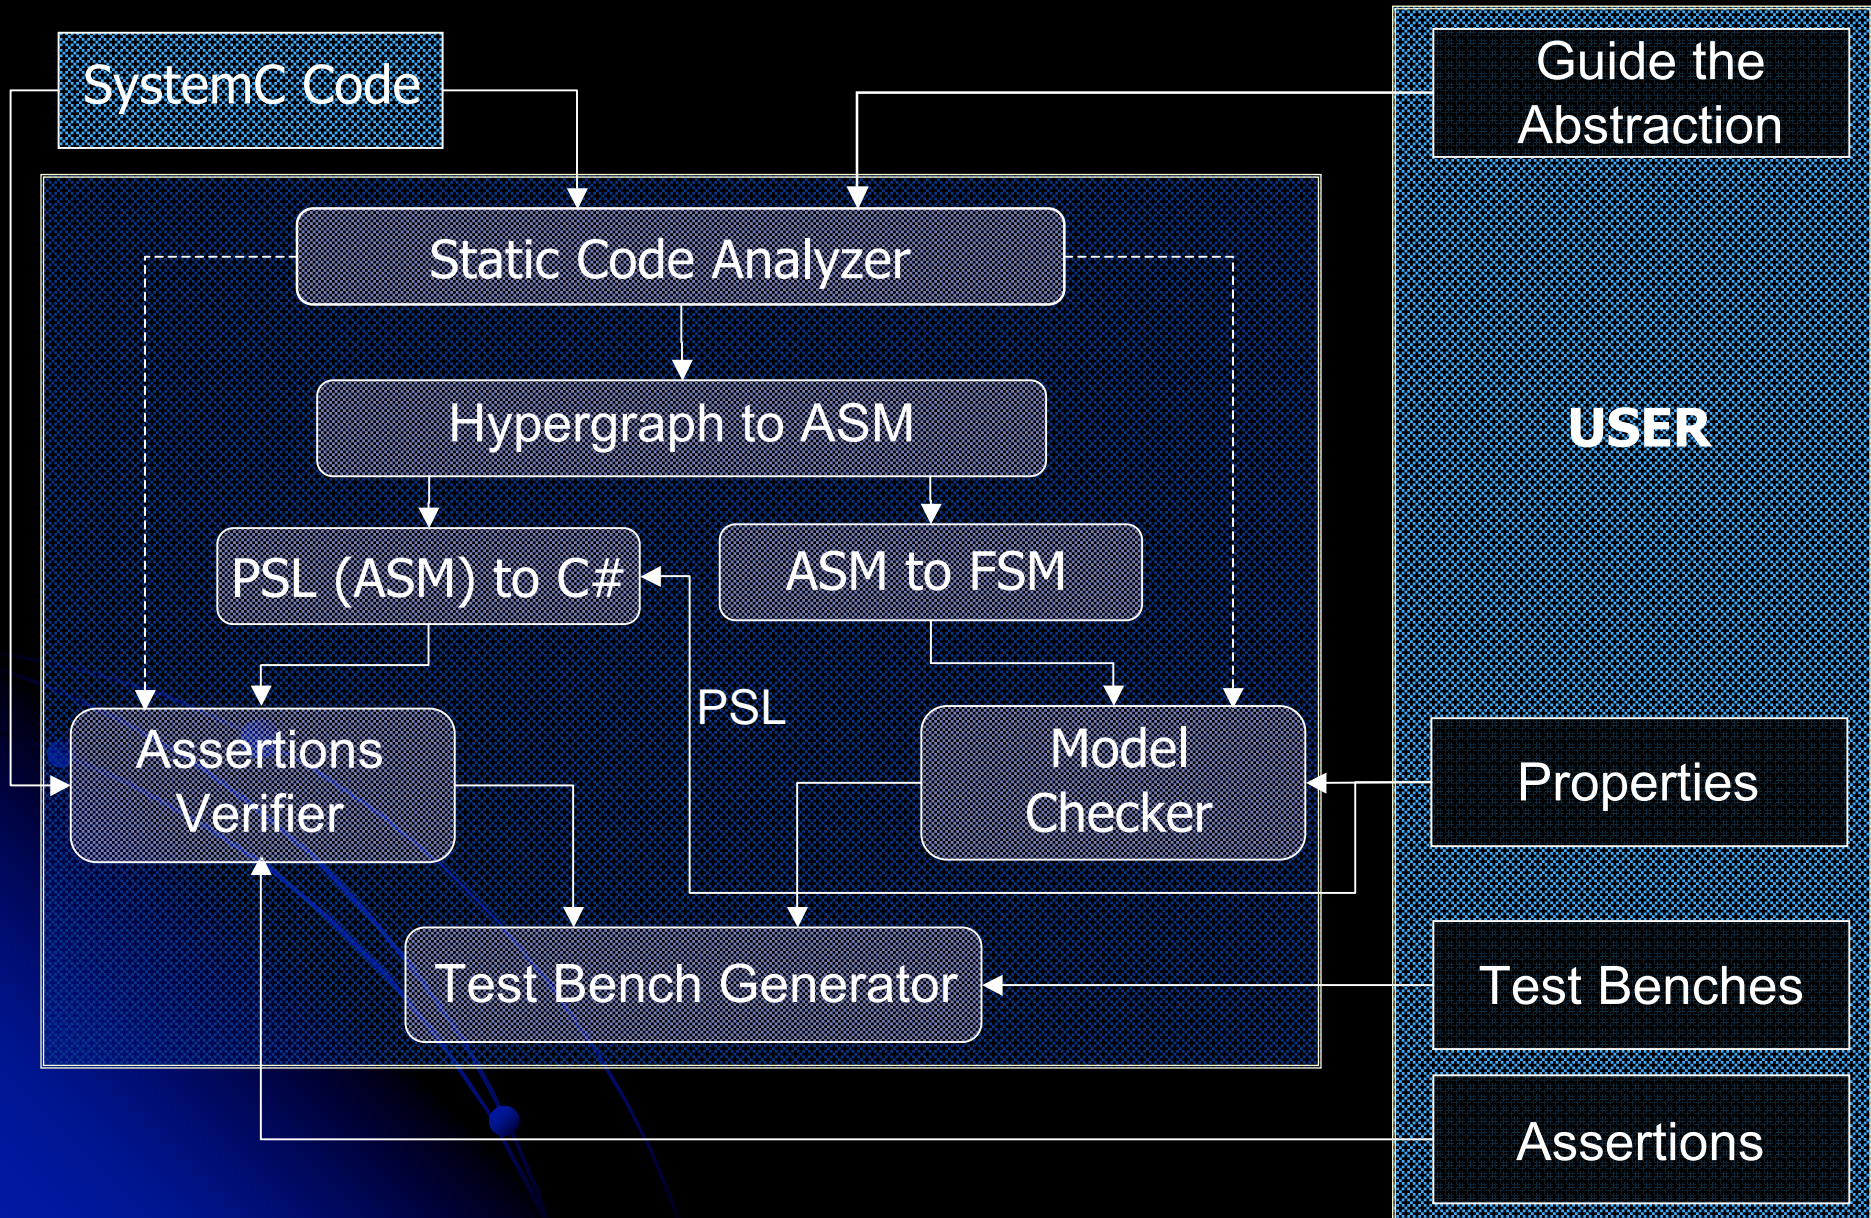 SystemC Code
Guide the
Abstraction
Static Code Analyzer
Hypergraph to ASM
USER
PSL (ASM) to C#
ASM to FSM
PSL
Assertions
Verifier
Model
Checker
Properties
Test Bench Generator
Test Benches
Assertions